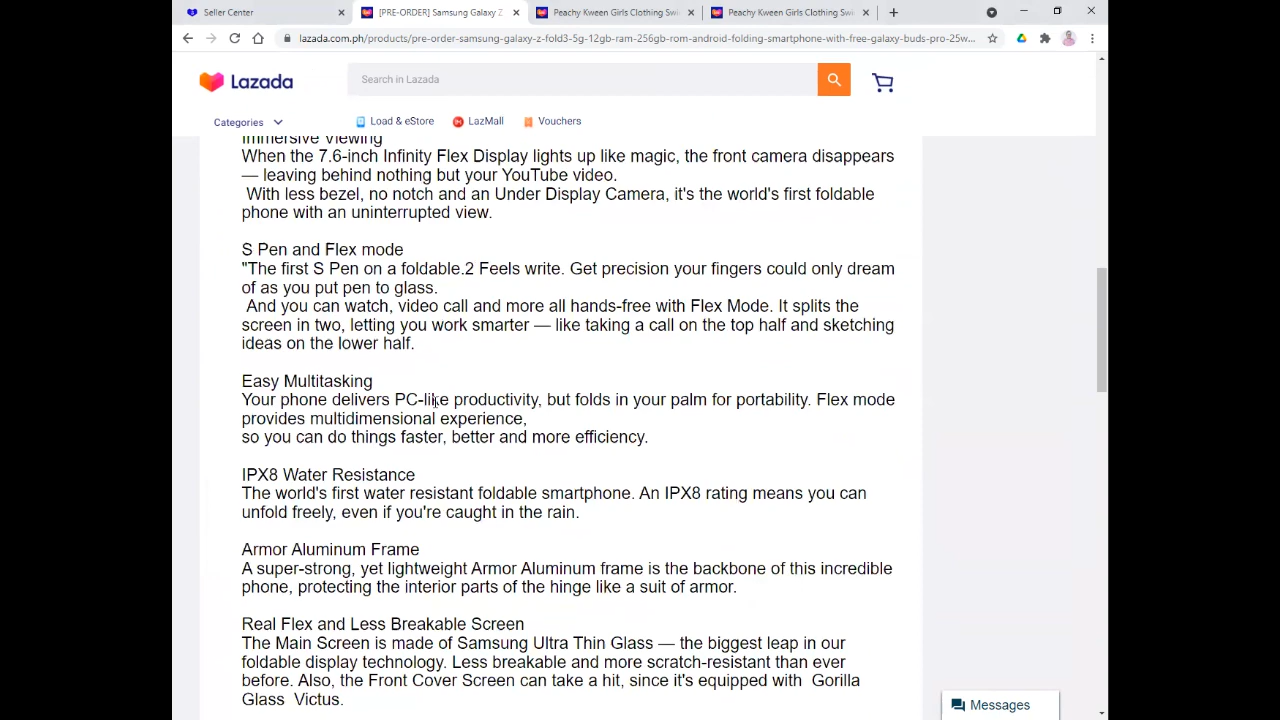 Seller Center
[PRE-ORDER] Samsung Galaxy Z
Peachy Kween Girls Clothing Swi
Peachy Kween Girls Clothing Swi
lazada.com.ph/products/pre-order-samsung-galaxy-z-fold3-5g-12gb-ram-256gb-rom-android-folding-smartphone-with-free-galaxy-buds-pro-25w...
Lazada
Search in Lazada
Categories
Load & eStore
LazMall
Vouchers
Immersive Viewing
When the 7.6-inch Infinity Flex Display lights up like magic, the front camera disappears
— leaving behind nothing but your YouTube video.
With less bezel, no notch and an Under Display Camera, it's the world's first foldable
phone with an uninterrupted view.
S Pen and Flex mode
"The first S Pen on a foldable.2 Feels write. Get precision your fingers could only dream
of as you put pen to glass.
And you can watch, video call and more all hands-free with Flex Mode. It splits the
screen in two, letting you work smarter — like taking a call on the top half and sketching
ideas on the lower half.
Easy Multitasking
Your phone delivers PC-like productivity, but folds in your palm for portability. Flex mode
provides multidimensional experience,
so you can do things faster, better and more efficiency.
IPX8 Water Resistance
The world's first water resistant foldable smartphone. An IPX8 rating means you can
unfold freely, even if you're caught in the rain.
Armor Aluminum Frame
A super-strong, yet lightweight Armor Aluminum frame is the backbone of this incredible
phone, protecting the interior parts of the hinge like a suit of armor.
Real Flex and Less Breakable Screen
The Main Screen is made of Samsung Ultra Thin Glass — the biggest leap in our
foldable display technology. Less breakable and more scratch-resistant than ever
before. Also, the Front Cover Screen can take a hit, since it's equipped with Gorilla
Glass Victus.
Messages